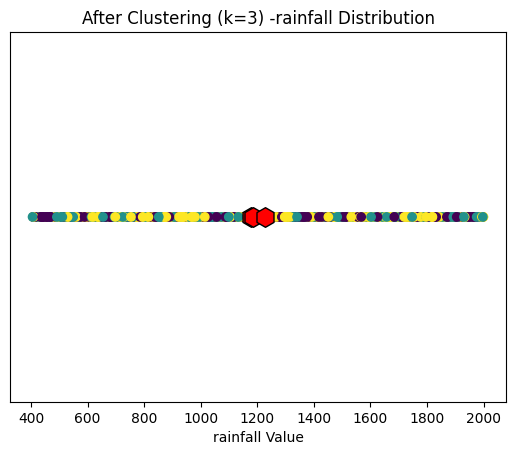 After Clustering (k=3) -rainfall Distribution
400 600 800 1000 1200 1400 1600 1800 2000
rainfall Value